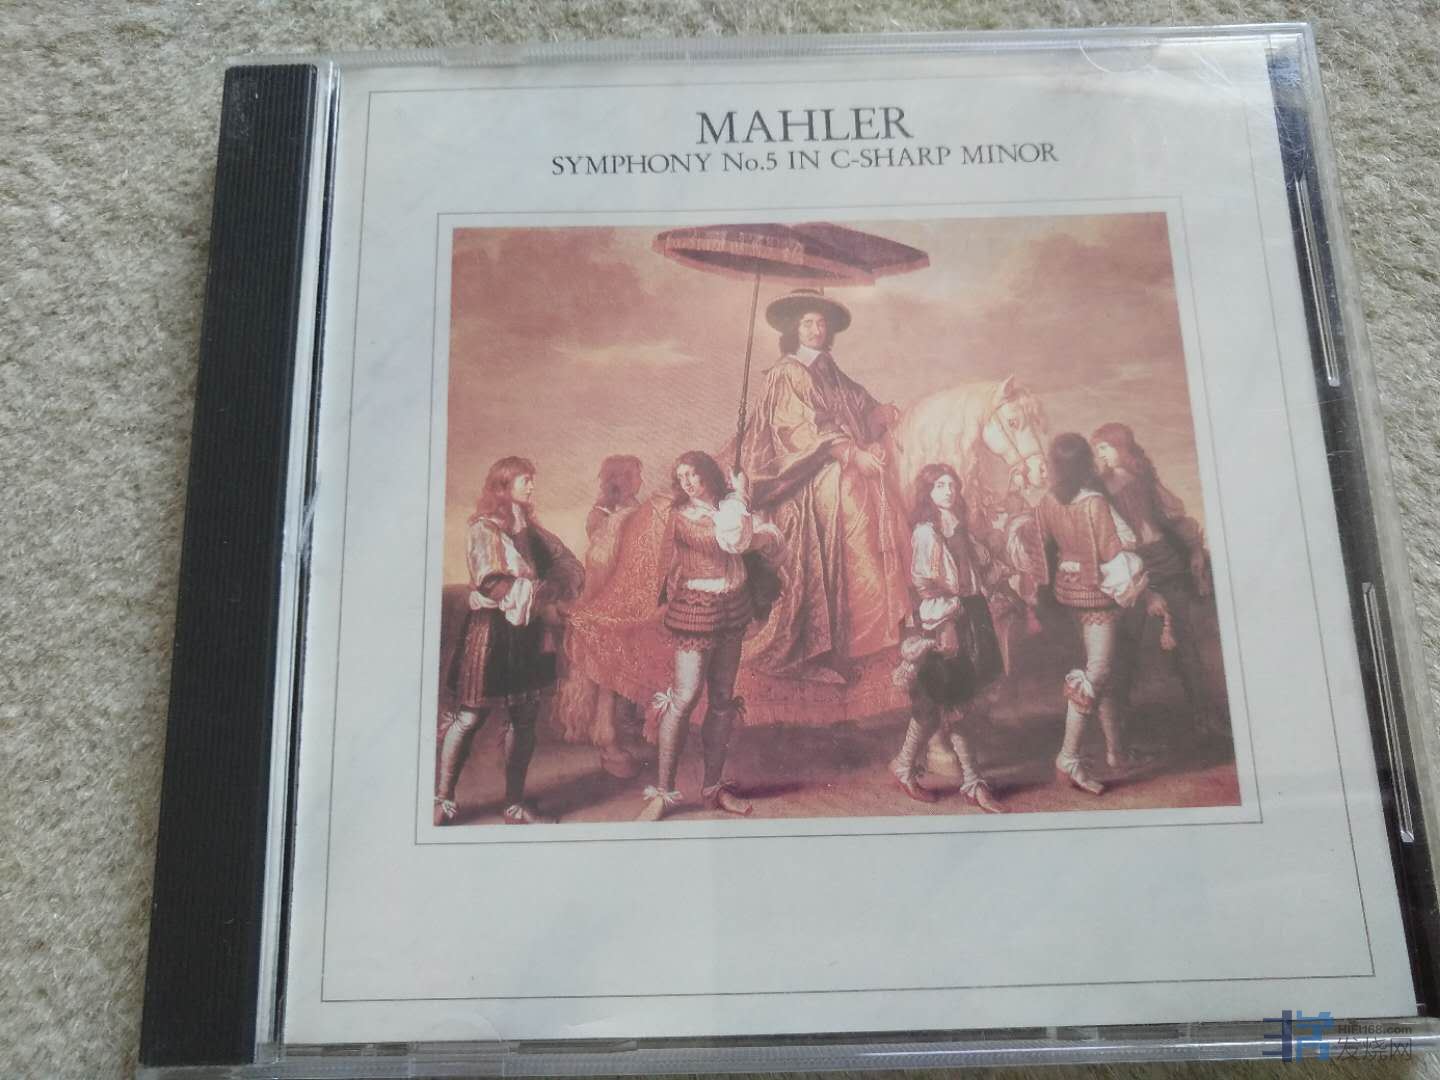 MAHLER
SYMPHONY No.5 IN C-SHARP MINOR
HiFi168.com
发烧网